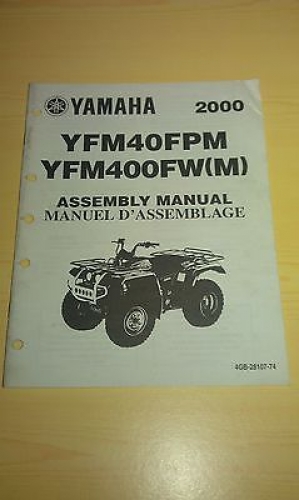 YAMAHA 2000
YFM40FPM
YFM400FW(M)
ASSEMBLY MANUAL
MANUEL D'ASSEMBLAGE
4GB-28107-74